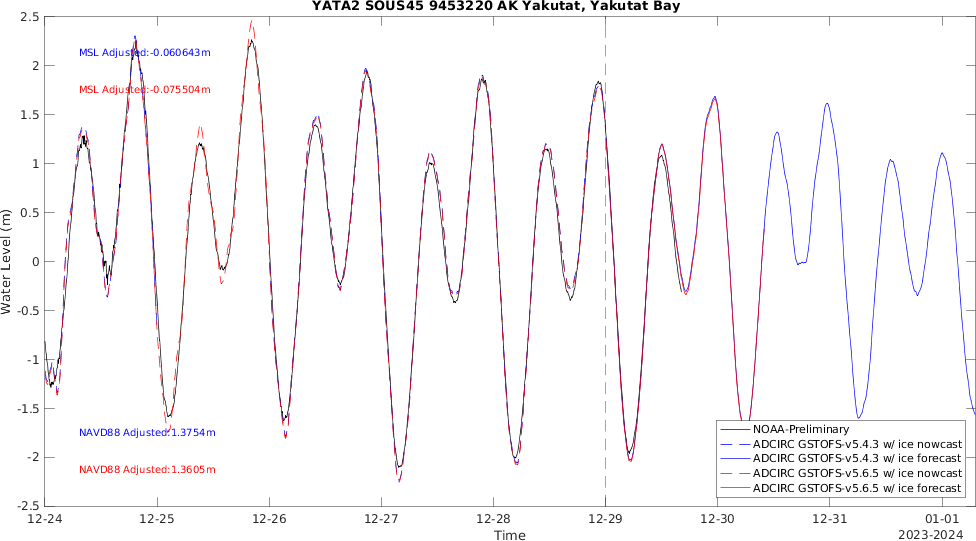 YATA2 SOUS45 9453220 AK Yakutat, Yakutat Bay
2.5
2
1.5
1
0.5
0
-0.5
-1
-1.5
-2
-2.5
Water Level (m)
MSL Adjusted:-0.060643m
MSL Adjusted:-0.075504m
NAVD88 Adjusted:1.3754m
NAVD88 Adjusted:1.3605m
NOAA-Preliminary
ADCIRC GSTOFS-v5.4.3 w/ ice nowcast
ADCIRC GSTOFS-v5.4.3 w/ ice forecast
ADCIRC GSTOFS-v5.6.5 w/ ice nowcast
ADCIRC GSTOFS-v5.6.5 w/ ice forecast
12-24 12-25 12-26 12-27 12-28 12-29 12-30 12-31 01-01
Time
2023-2024